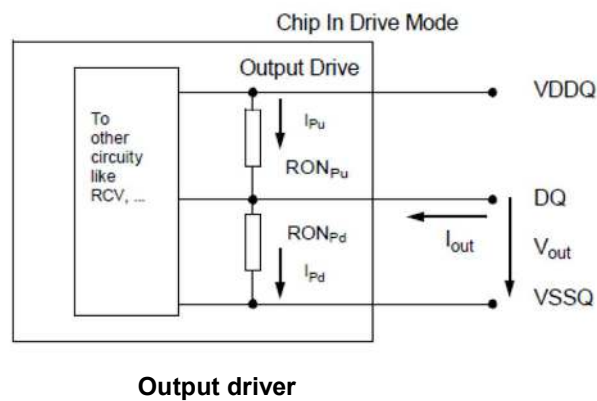 Chip In Drive Mode
Output Drive
VDDQ
To
other
circuity
like
RCV, ...
IPu
RONPu
DQ
RONPd
Iout
Vout
IPd
VSSQ
Output driver